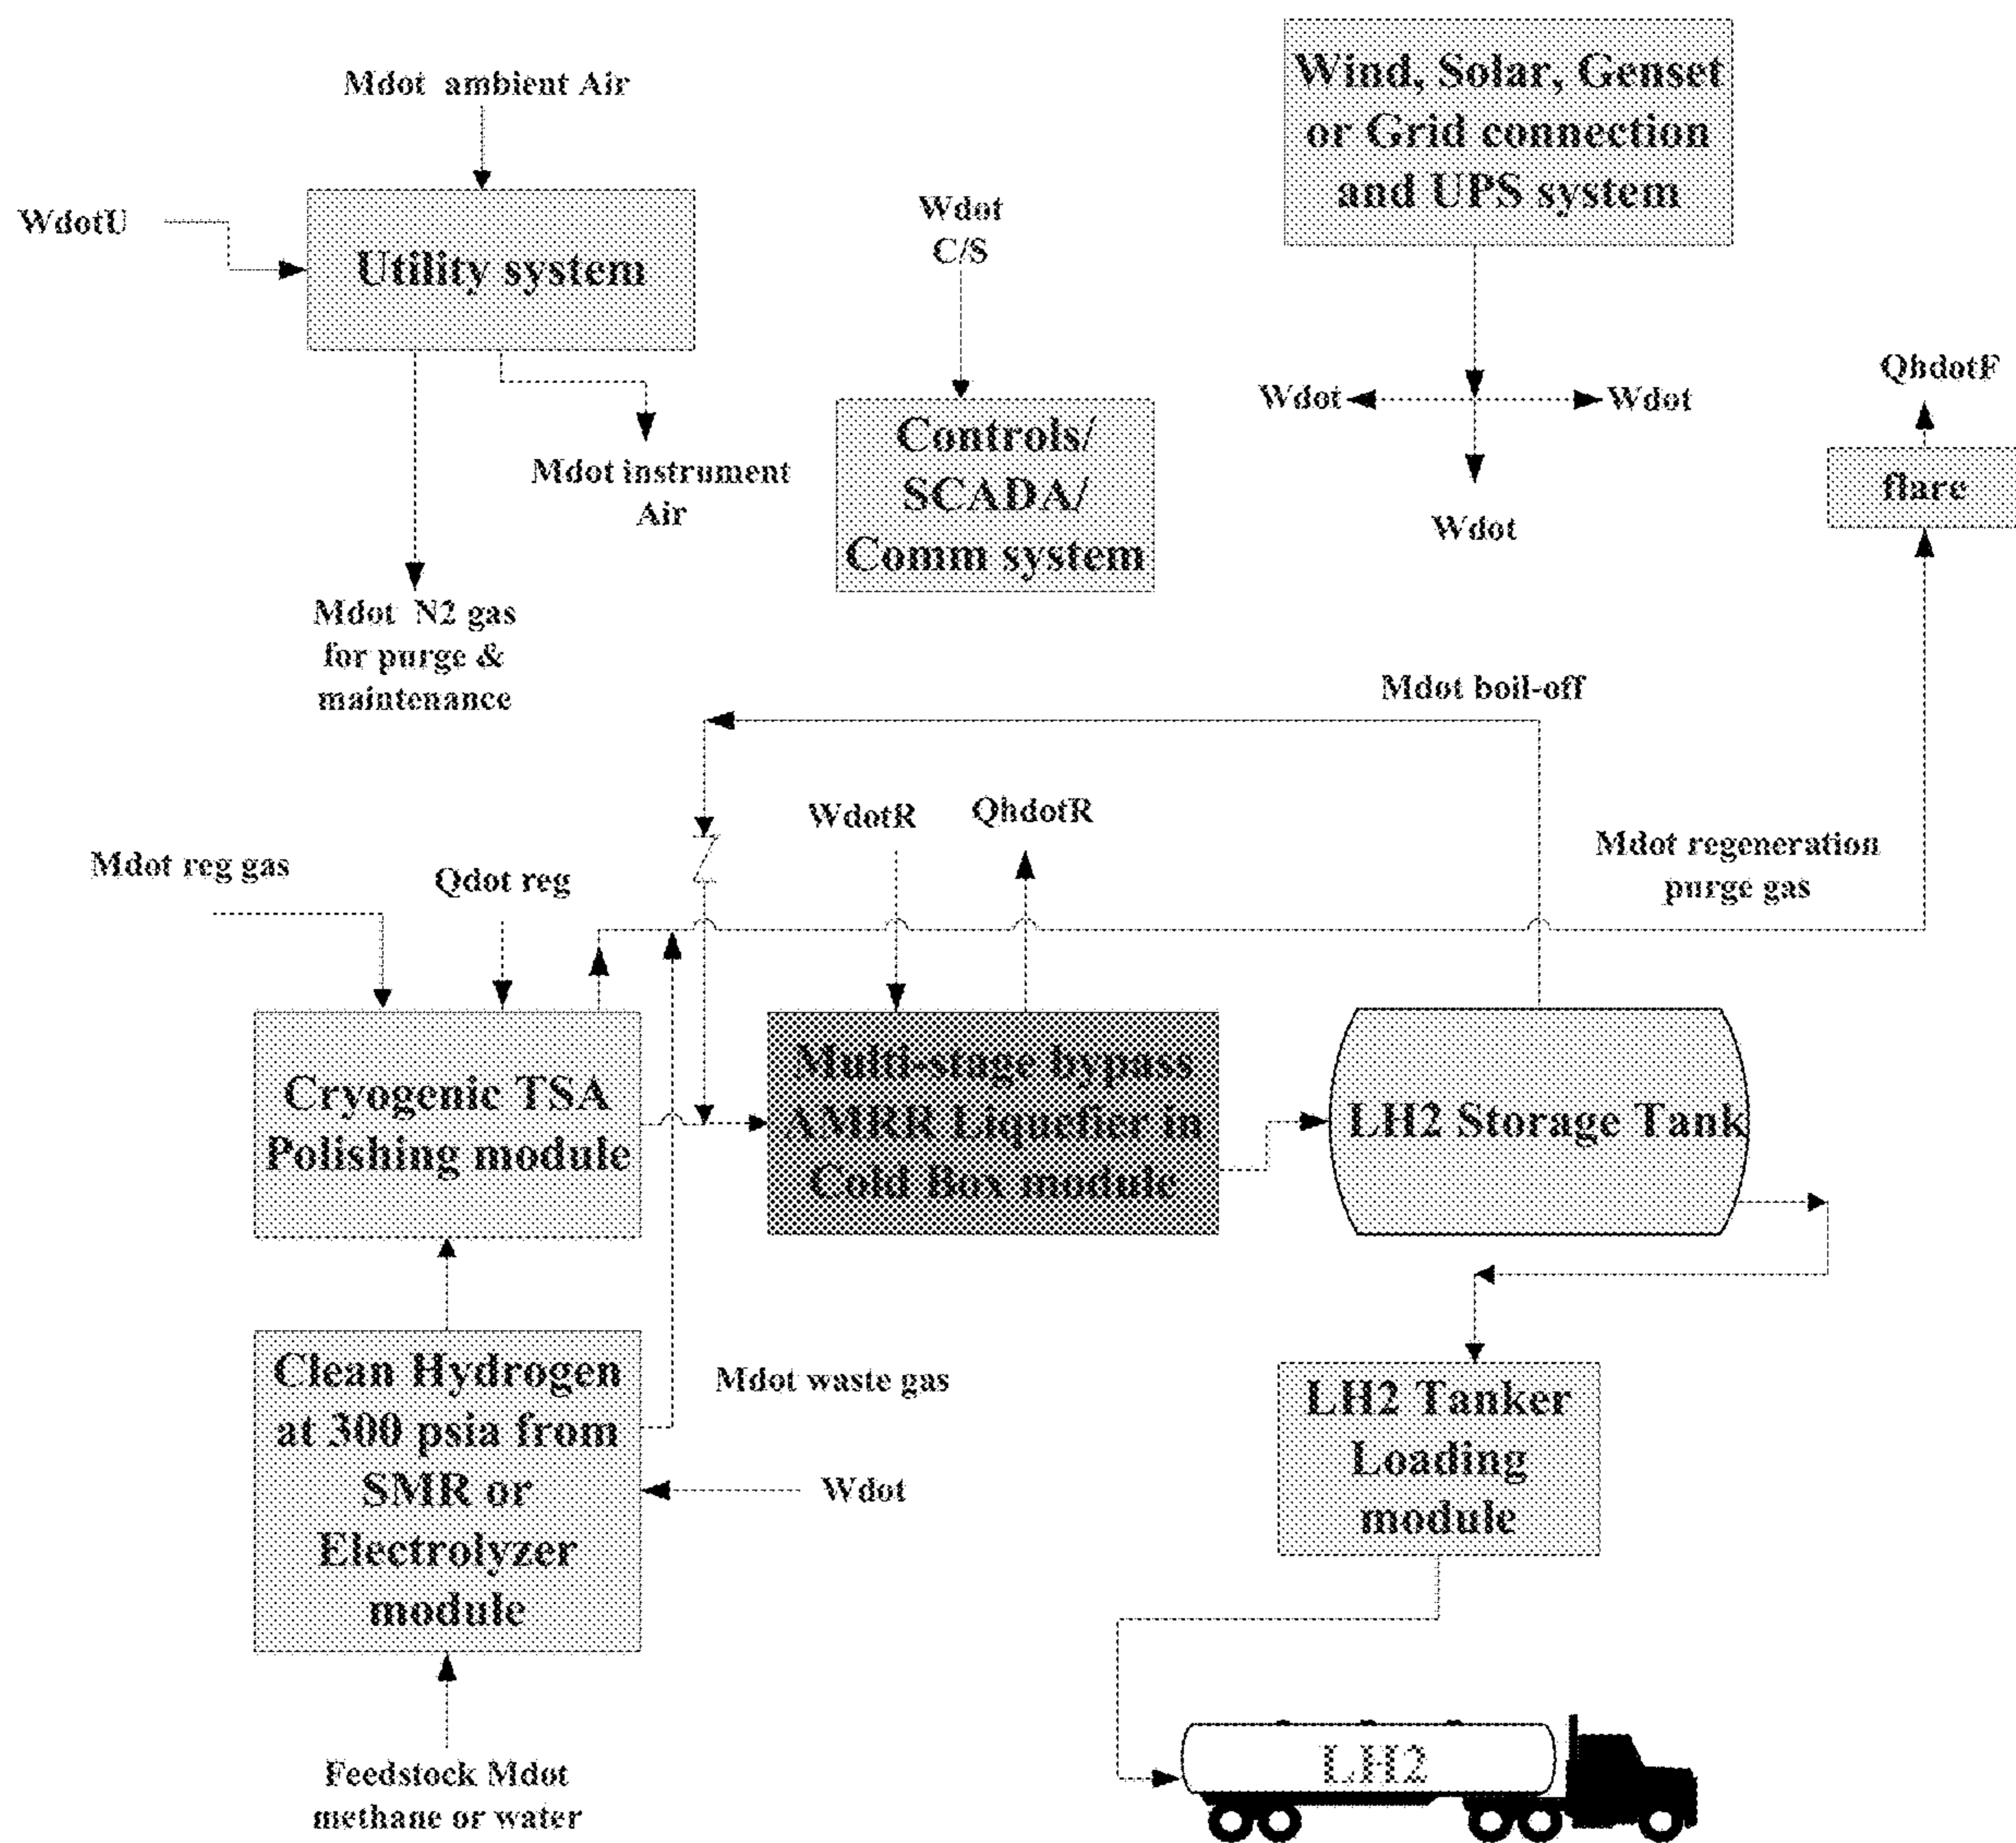 Mdot ambient Air
WdotU
Utility system
Mdot instrument
Air
Mdot N2 gas
for purge &
maintenance
Wdot
C/S
Controls/
SCADA/
Comm system
Wind, Solar, Genset
or Grid connection
and UPS system
Wdot
Wdot
Wdot
QhdotF
flare
Mdot boil-off
WdotR
QhdotR
Mdot regeneration
purge gas
Mdot reg gas
Qdot reg
Cryogenic TSA
Polishing module
Multi-stage bypass
AMRR Liquefier in
Cold Box module
LH2 Storage Tank
Clean Hydrogen
at 300 psia from
SMR or
Electrolyzer
module
Mdot waste gas
Wdot
LH2 Tanker
Loading
module
Feedstock Mdot
methane or water
LH2